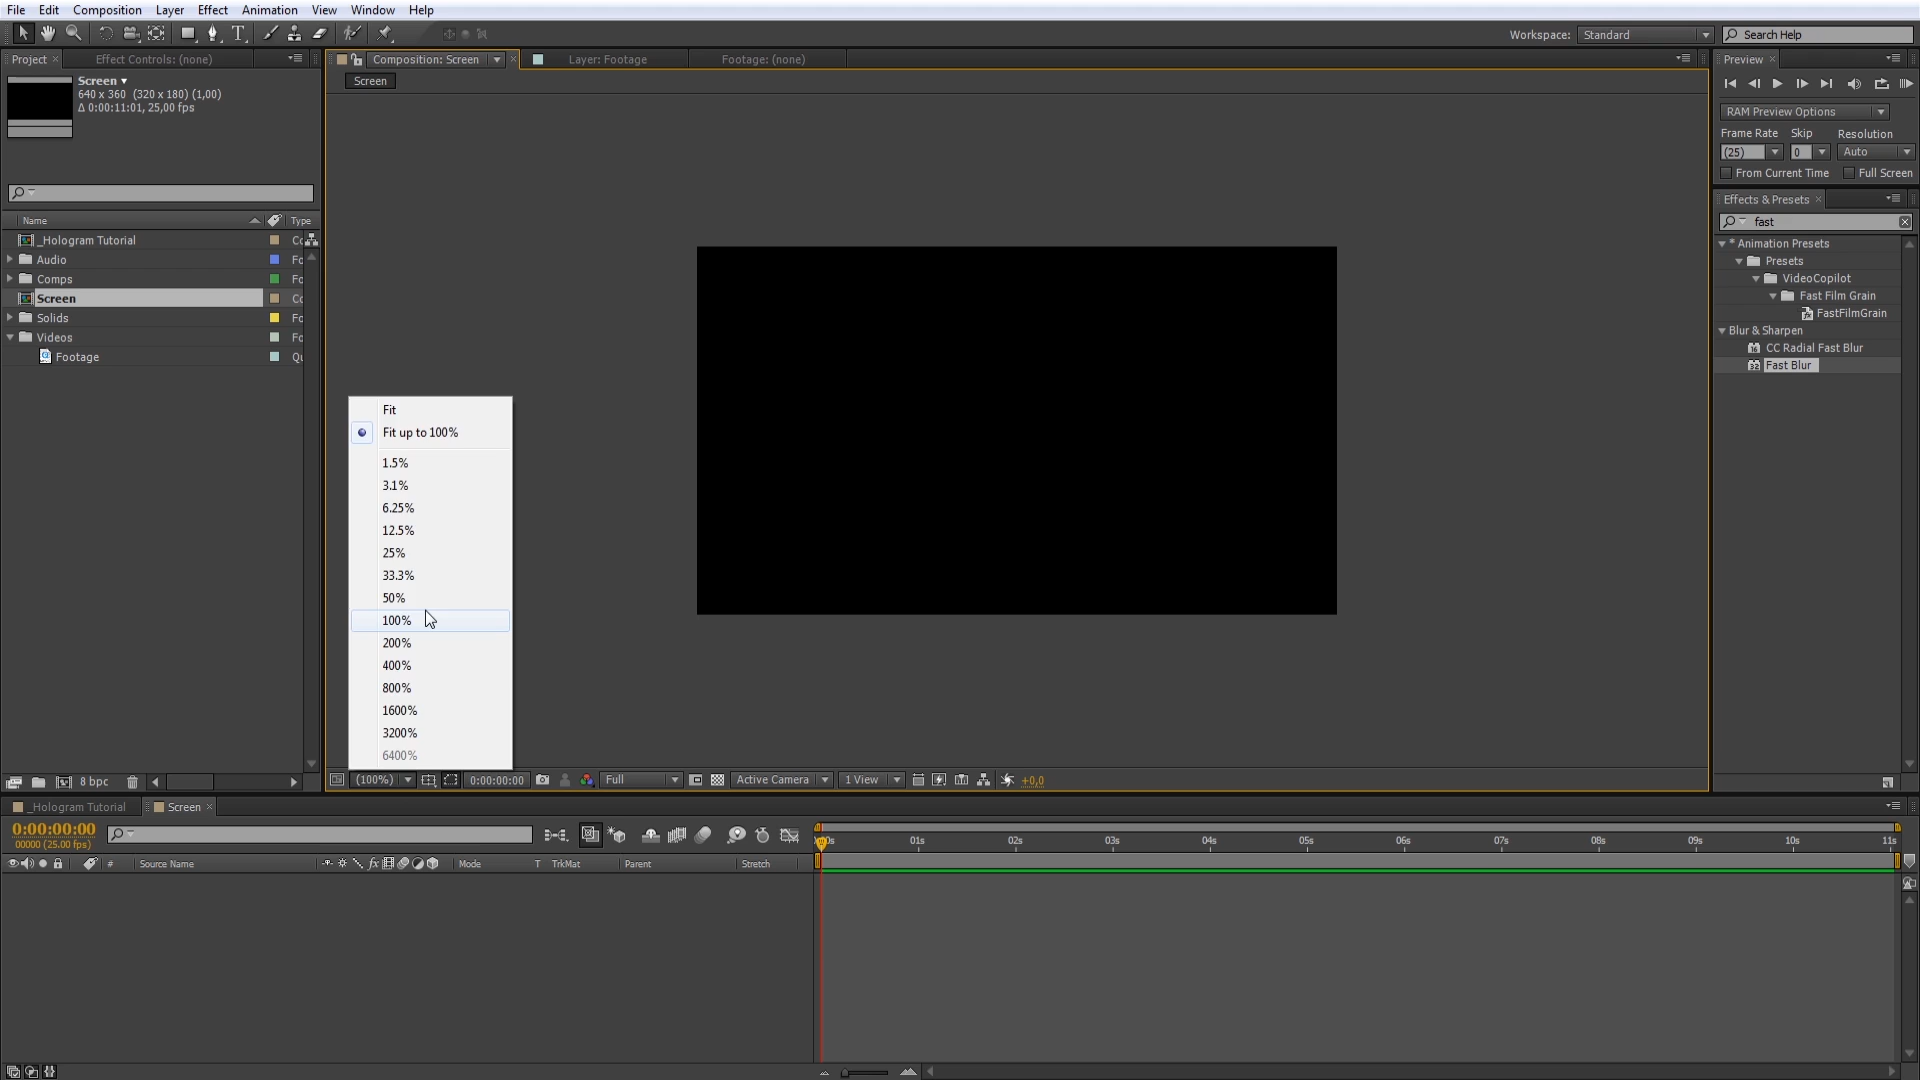 File Edit Composition Layer Effect Animation View Window Help
Workspace: Standard Search Help
Project Effect Controls: (none)
Composition: Screen Layer: Footage Footage: (none)
Preview
Screen
640 x 360 (320 x 180) (1,00)
Δ 0:00:11:01, 25,00 fps
Screen
RAM Preview Options
Frame Rate Skip Resolution
(25) 0 Auto
From Current Time Full Screen
Effects & Presets
fast
Name Type
_Hologram Tutorial
Audio Fo
Comps Fo
Screen
Solids Fo
Videos Fo
Footage
* Animation Presets
Presets
VideoCopilot
Fast Film Grain
FastFilmGrain
Blur & Sharpen
CC Radial Fast Blur
Fast Blur
Fit
Fit up to 100%
1.5%
3.1%
6.25%
12.5%
25%
33.3%
50%
100%
200%
400%
800%
1600%
3200%
6400%
8 bpc
(100%) 0:00:00:00 Full Active Camera 1 View +0,0
_Hologram Tutorial Screen
0:00:00:00
00000 (25.00 fps)
# Source Name fx Mode T TrkMat Parent Stretch
01s 02s 03s 04s 05s 06s 07s 08s 09s 10s 11s